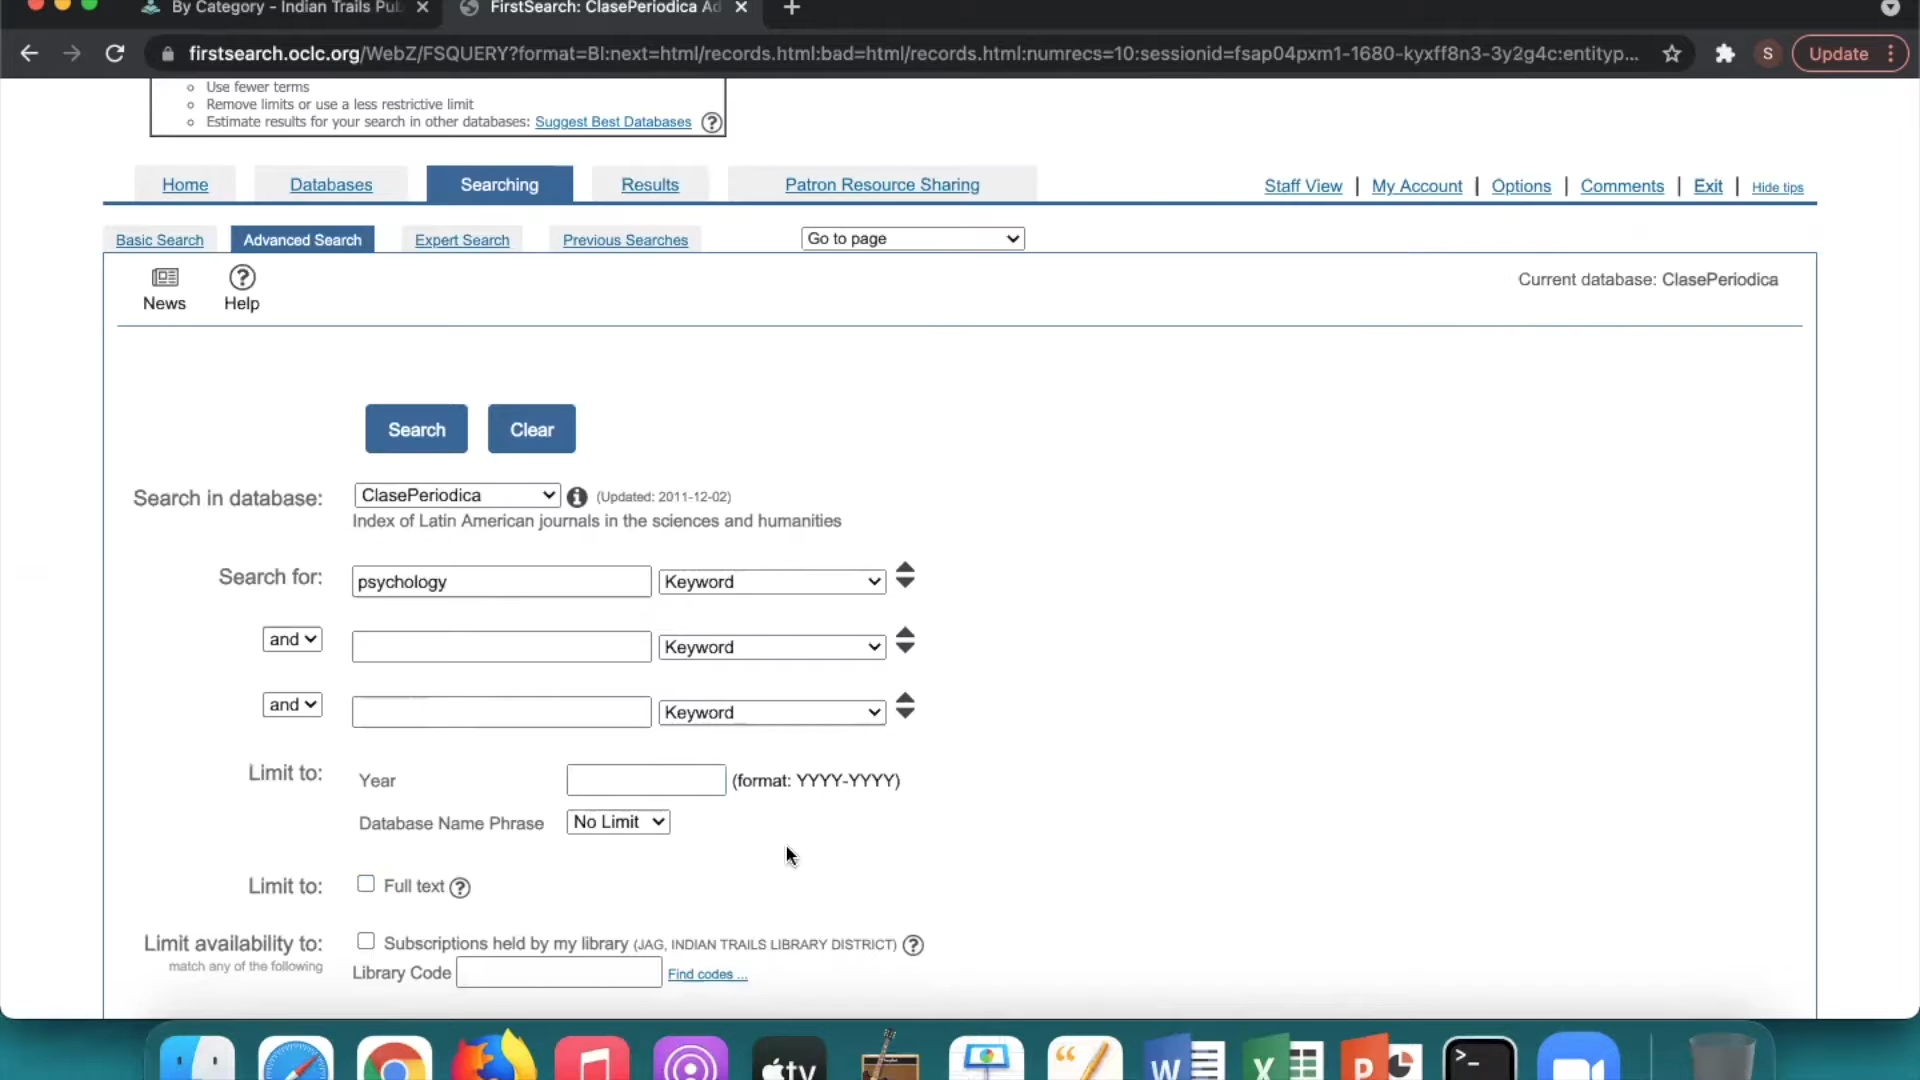 By Category - Indian Trails Pub
FirstSearch: ClasePeriodica Ad
firstsearch.oclc.org/WebZ/FSQUERY?format=BI:next=html/records.html:bad=html/records.html:numrecs=10:sessionid=fsap04pxm1-1680-kyxff8n3-3y2g4c:entityp...
S
Update
Use fewer terms
Remove limits or use a less restrictive limit
Estimate results for your search in other databases: Suggest Best Databases ?
Home Databases Searching Results Patron Resource Sharing
Staff View | My Account | Options | Comments | Exit | Hide tips
Basic Search Advanced Search Expert Search Previous Searches Go to page
News ? Help
Current database: ClasePeriodica
Search Clear
Search in database: ClasePeriodica i (Updated: 2011-12-02)
Index of Latin American journals in the sciences and humanities
Search for: psychology Keyword
and Keyword
and Keyword
Limit to: Year (format: YYYY-YYYY)
Database Name Phrase No Limit
Limit to: Full text ?
Limit availability to: Subscriptions held by my library (JAG, INDIAN TRAILS LIBRARY DISTRICT) ?
match any of the following
Library Code Find codes ...
tv W X P >_